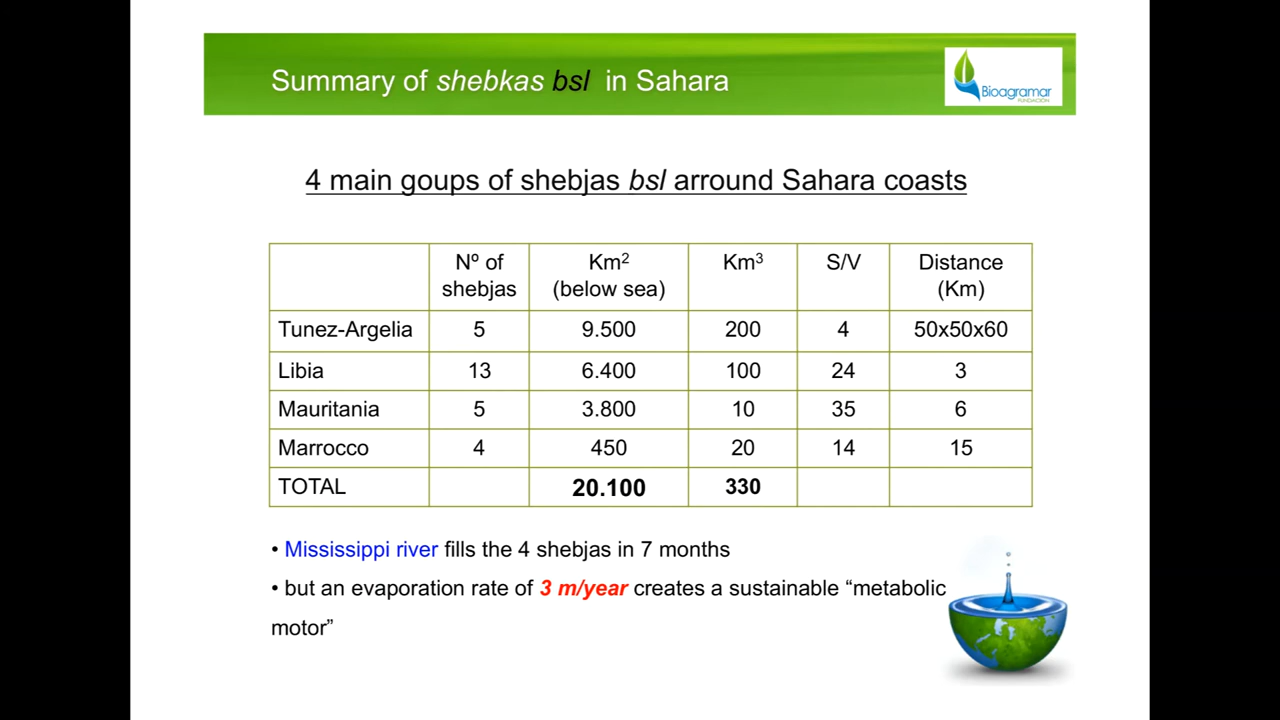 Summary of shebkas bsl in Sahara
Bioagramar
FUNDACIÓN
4 main goups of shebjas bsl arround Sahara coasts
Nº of shebjas Km² (below sea) Km³ S/V Distance (Km)
Tunez-Argelia 5 9.500 200 4 50x50x60
Libia 13 6.400 100 24 3
Mauritania 5 3.800 10 35 6
Marrocco 4 450 20 14 15
TOTAL 20.100 330
• Mississippi river fills the 4 shebjas in 7 months
• but an evaporation rate of 3 m/year creates a sustainable “metabolic
motor”